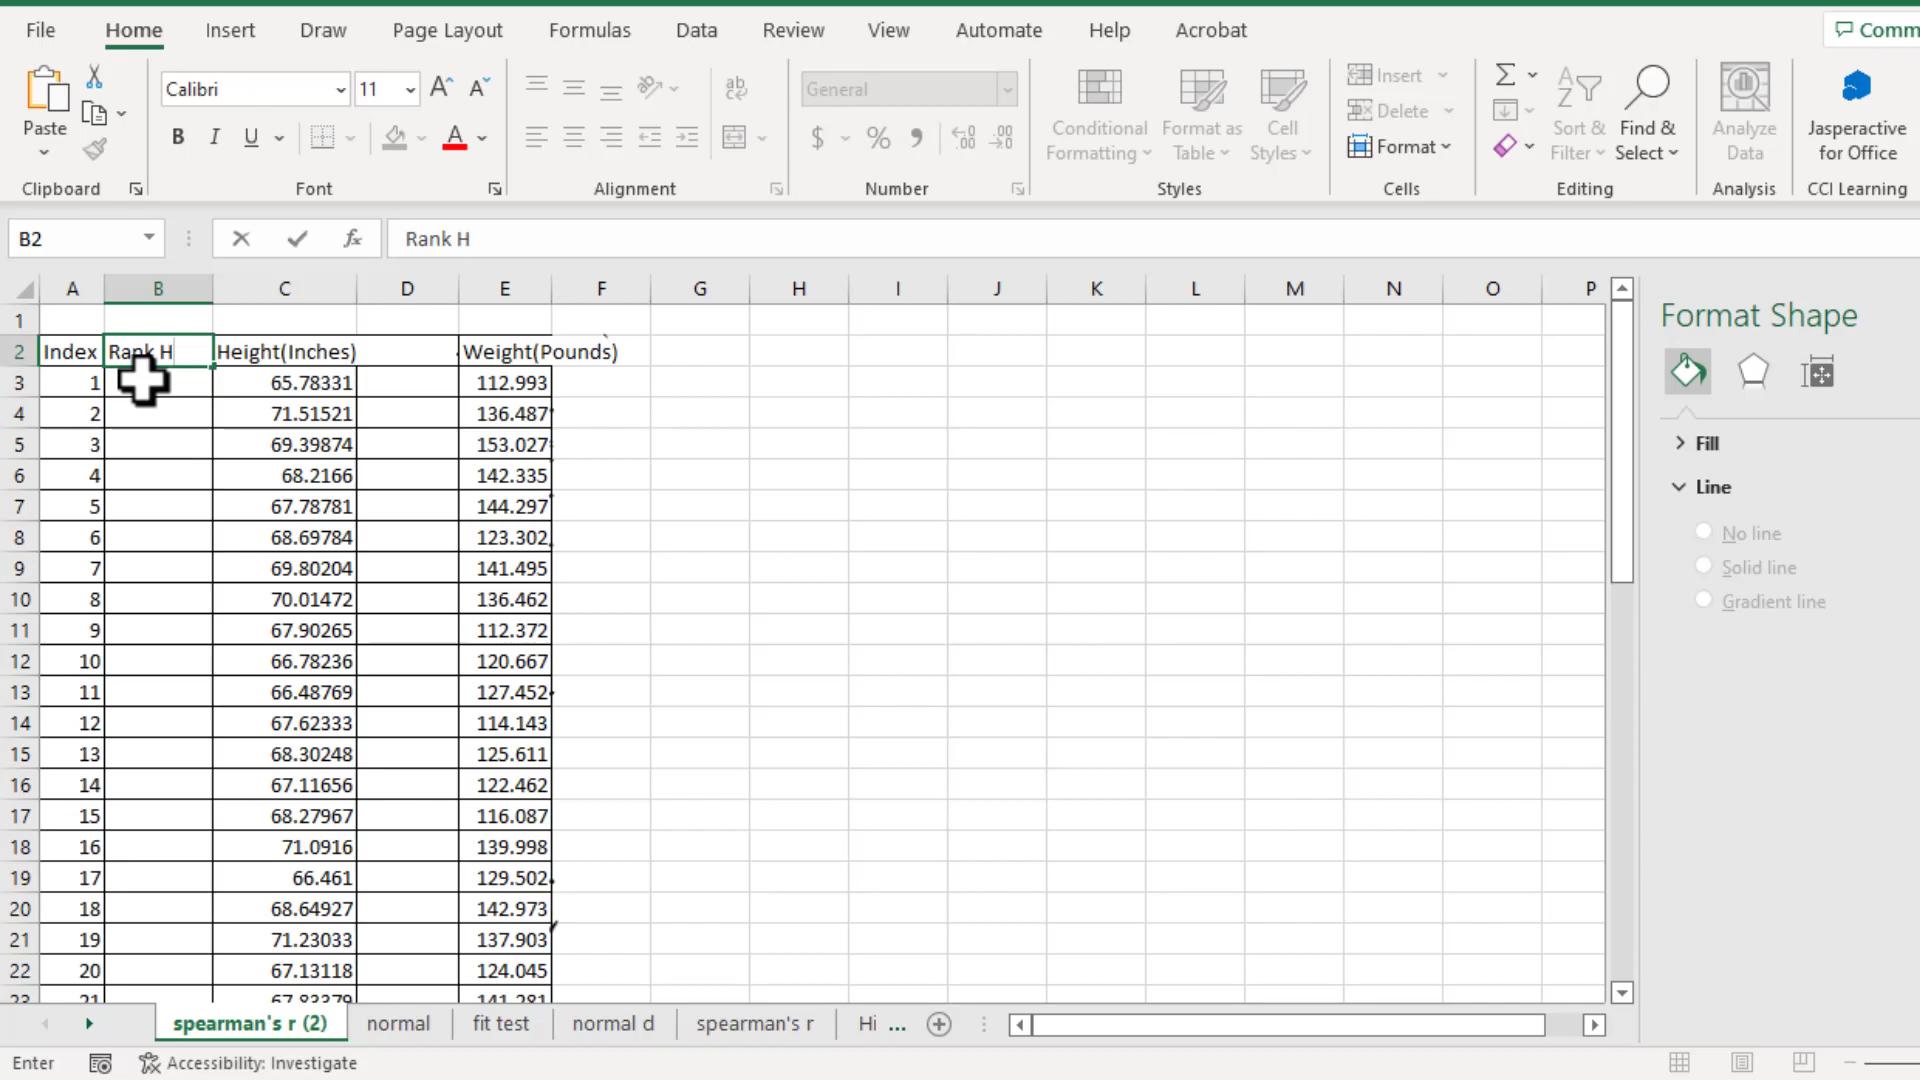 File Home Insert Draw Page Layout Formulas Data Review View Automate Help Acrobat Comm
Paste
Calibri 11
General
Conditional Formatting
Format as Table
Cell Styles
Insert
Delete
Format
Sort & Filter
Find & Select
Analyze Data
Jasperactive for Office
Clipboard Font Alignment Number Styles Cells Editing Analysis CCI Learning
B2 fx Rank H
A B C D E F G H I J K L M N O P
1
2 Index Rank H Height(Inches) Weight(Pounds)
3 1 65.78331 112.993
4 2 71.51521 136.487
5 3 69.39874 153.027
6 4 68.2166 142.335
7 5 67.78781 144.297
8 6 68.69784 123.302
9 7 69.80204 141.495
10 8 70.01472 136.462
11 9 67.90265 112.372
12 10 66.78236 120.667
13 11 66.48769 127.452
14 12 67.62333 114.143
15 13 68.30248 125.611
16 14 67.11656 122.462
17 15 68.27967 116.087
18 16 71.0916 139.998
19 17 66.461 129.502
20 18 68.64927 142.973
21 19 71.23033 137.903
22 20 67.13118 124.045
23 21 67.83379 141.281
Format Shape
Fill
Line
No line
Solid line
Gradient line
spearman's r (2) normal fit test normal d spearman's r Hi ...
Enter Accessibility: Investigate